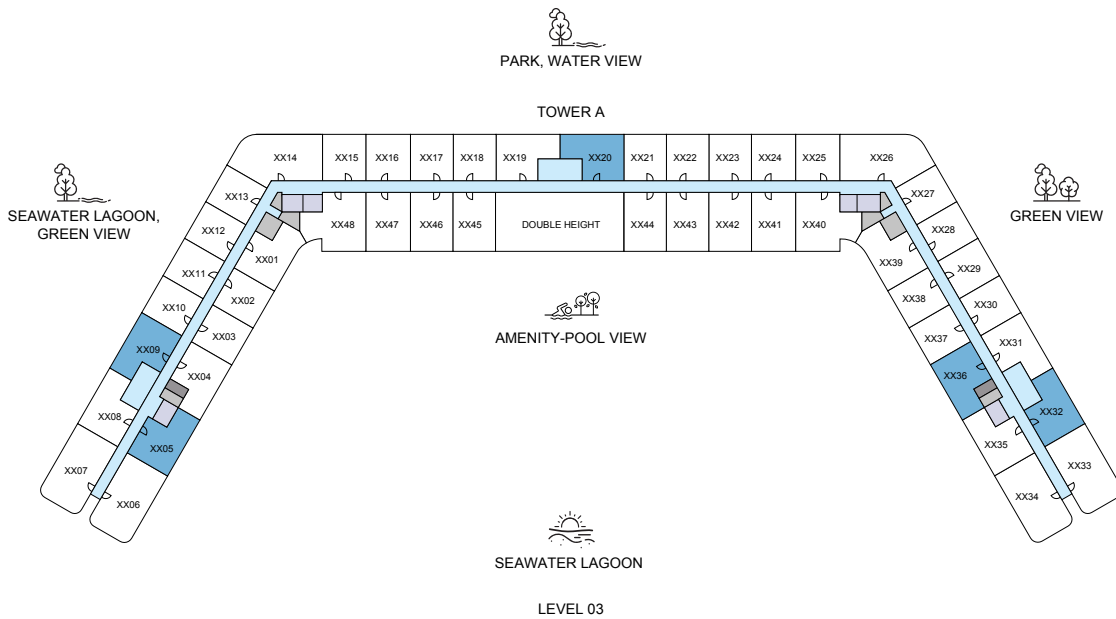 PARK, WATER VIEW
TOWER A
XX14
XX15
XX16
XX17
XX18
XX19
XX20
XX21
XX22
XX23
XX24
XX25
XX26
XX13
XX27
SEAWATER LAGOON,
GREEN VIEW
GREEN VIEW
XX12
XX48
XX47
XX46
XX45
DOUBLE HEIGHT
XX44
XX43
XX42
XX41
XX40
XX28
XX11
XX01
XX39
XX29
XX10
XX02
XX38
XX30
XX09
XX03
AMENITY-POOL VIEW
XX37
XX31
XX04
XX36
XX08
XX32
XX05
XX35
XX07
XX33
XX06
XX34
SEAWATER LAGOON
LEVEL 03